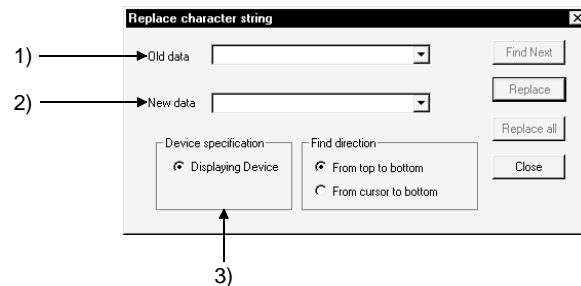 Replace character string
1)
Old data
Find Next
2)
New data
Replace
Replace all
Device specification
Displaying Device
Find direction
From top to bottom
From cursor to bottom
Close
3)